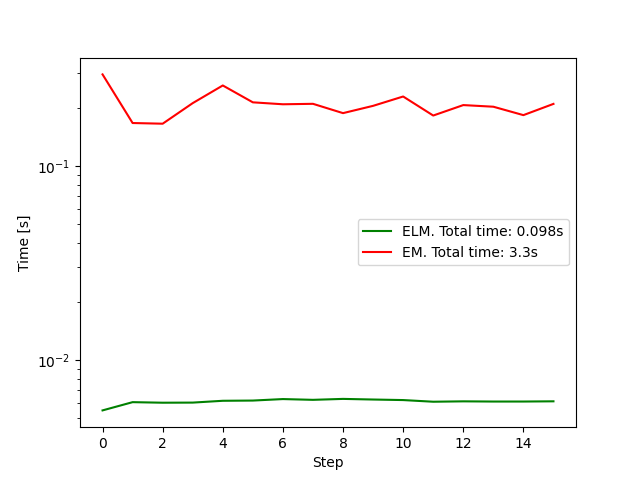 10⁻¹
10⁻²
Time [s]
ELM. Total time: 0.098s
EM. Total time: 3.3s
0 2 4 6 8 10 12 14
Step